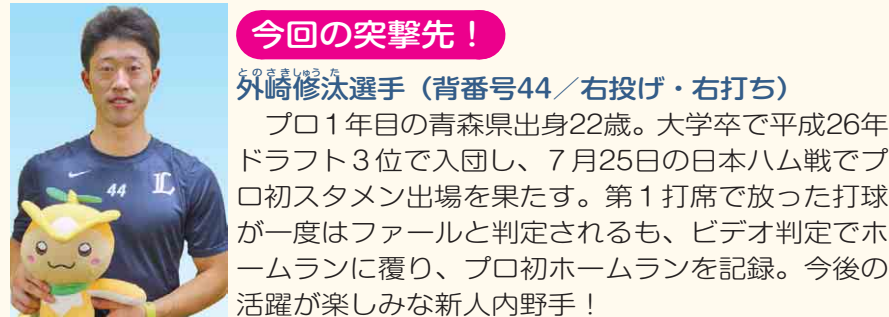 今回の突撃先！
とのさきしゅうた
外崎修汰選手（背番号44／右投げ・右打ち）
　プロ１年目の青森県出身22歳。大学卒で平成26年
ドラフト３位で入団し、７月25日の日本ハム戦でプ
ロ初スタメン出場を果たす。第１打席で放った打球
が一度はファールと判定されるも、ビデオ判定でホ
ームランに覆り、プロ初ホームランを記録。今後の
活躍が楽しみな新人内野手！
44
L